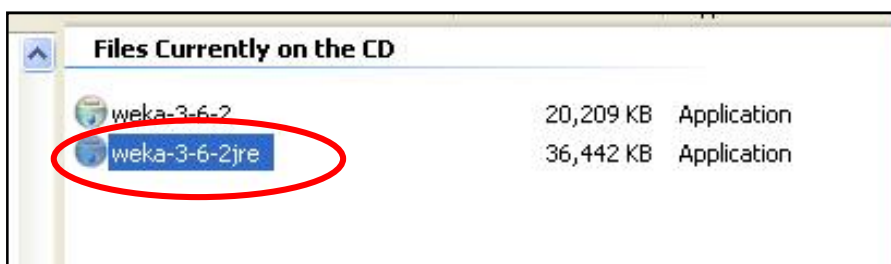 Files Currently on the CD
weka-3-6-2 20,209 KB Application
weka-3-6-2jre 36,442 KB Application